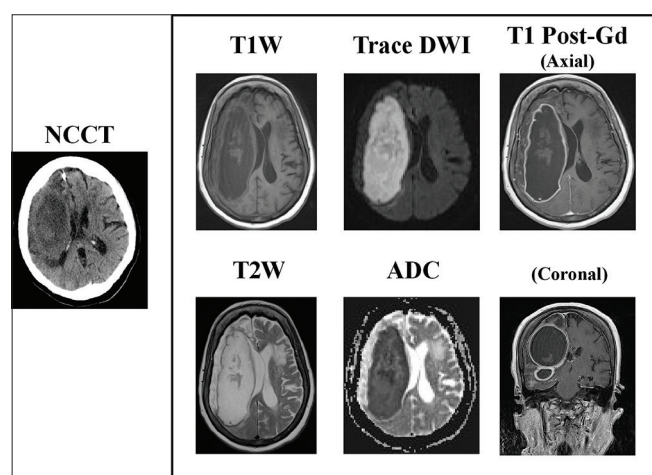 NCCT
T1W
Trace DWI
T1 Post-Gd
(Axial)
T2W
ADC
(Coronal)